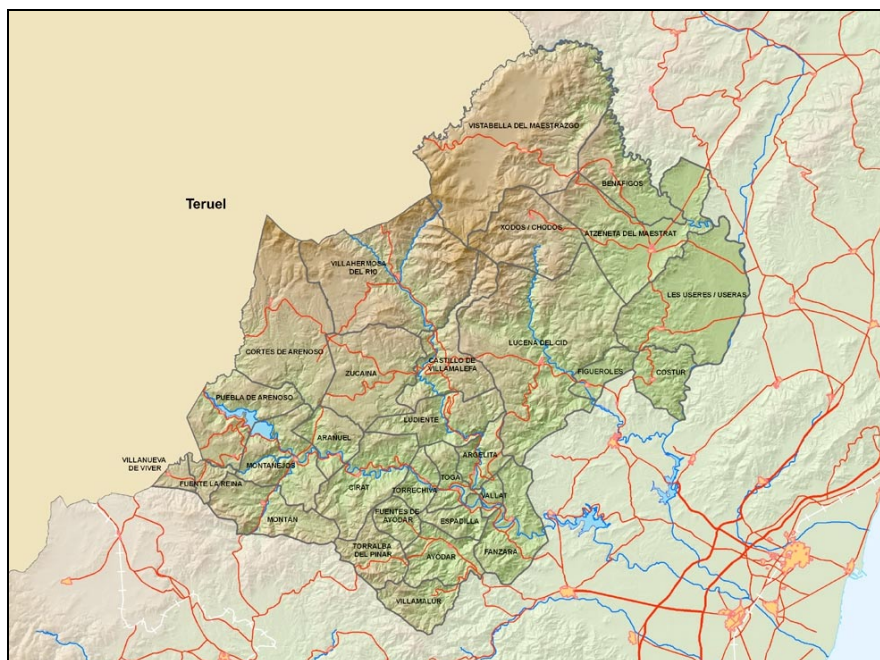 VISTABELLA DEL MAESTRAZGO
BENAFIGOS
Teruel
XODOS / CHODOS
ATZENETA DEL MAESTRAT
VILLAHERMOSA
DEL RIO
LES USERES / USERAS
LUCENA DEL CID
CORTES DE ARENOSO
CASTILLO DE
VILLAMALEFA
ZUCAINA
FIGUEROLES
COSTUR
PUEBLA DE ARENOSO
LUDIENTE
ARAÑUEL
ARGELITA
VILLANUEVA
DE VIVER
MONTANEJOS
TOGA
FUENTE LA REINA
CIRAT
TORRECHIVA
VALLAT
FUENTES DE
AYODAR
ESPADILLA
MONTAN
TORRALBA
DEL PINAR
AYODAR
FANZARA
VILLAMALUR